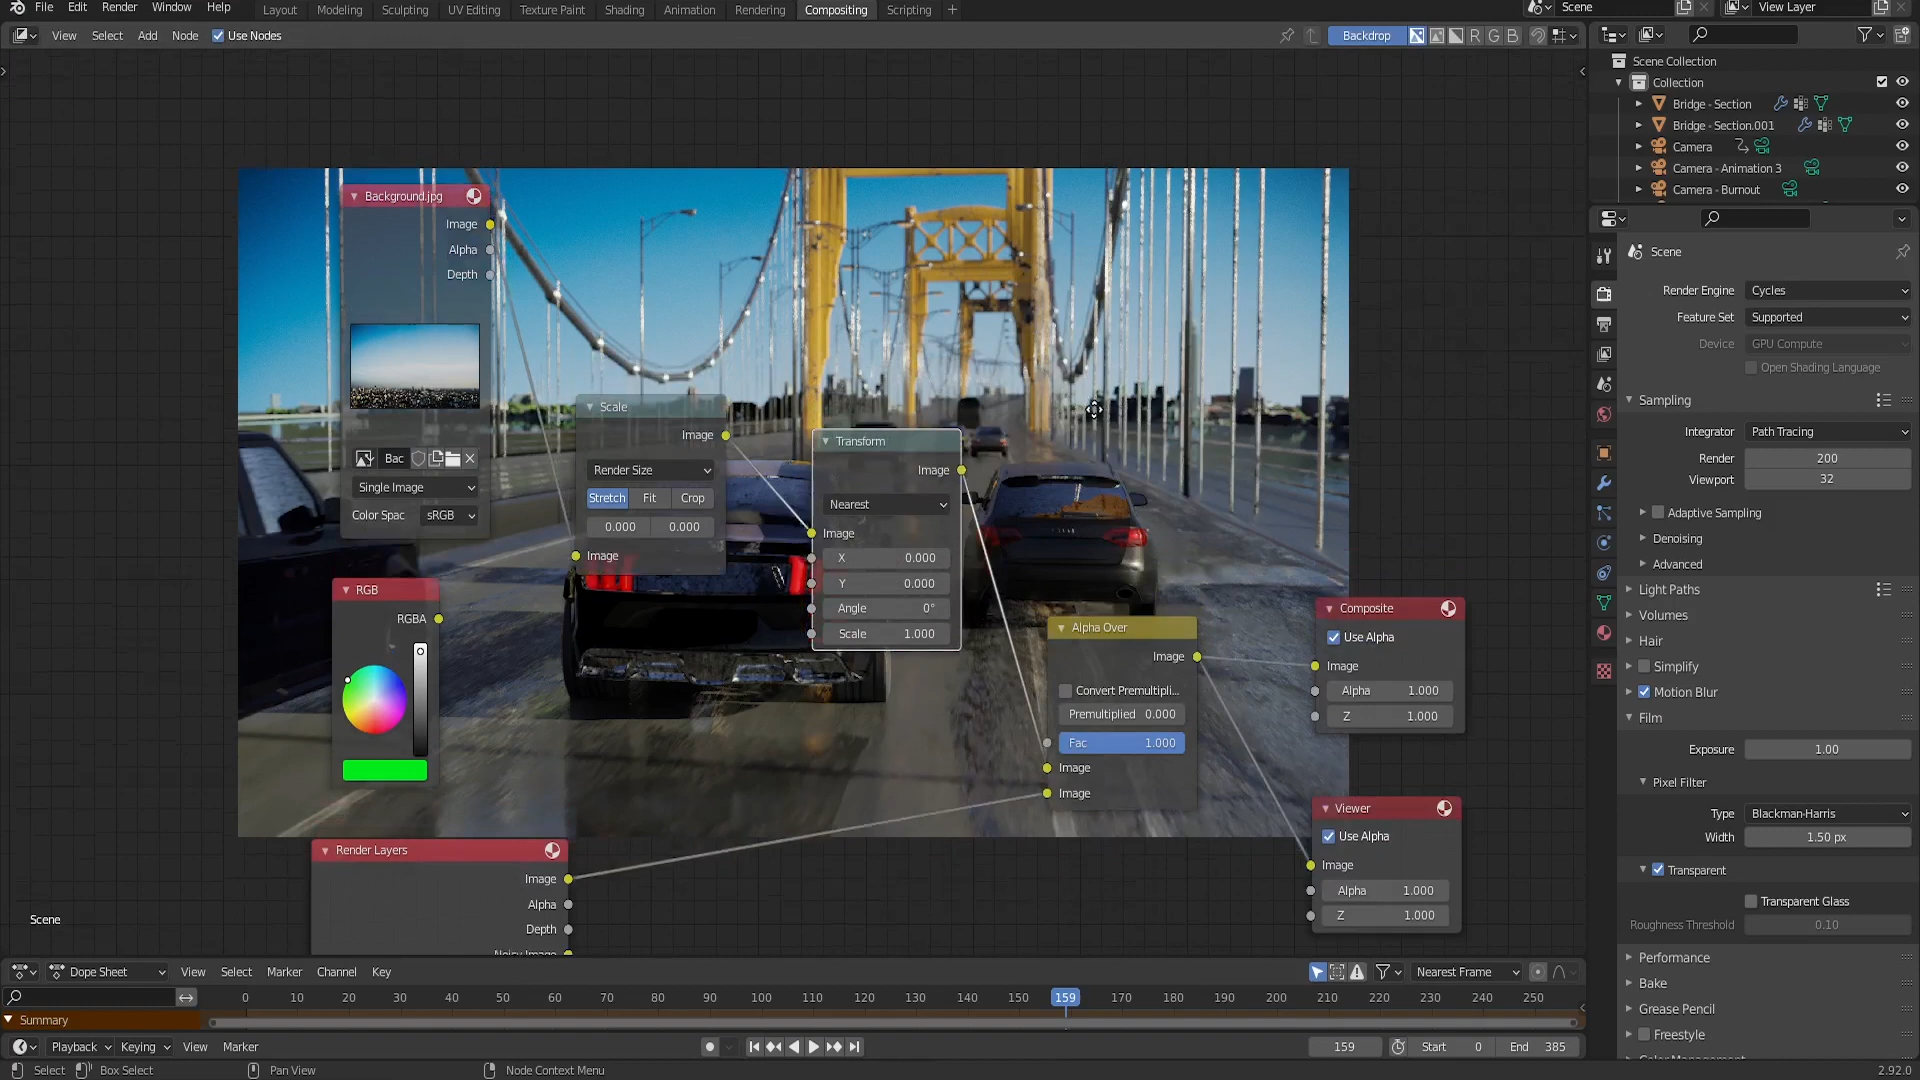 File Edit Render Window Help Layout Modeling Sculpting UV Editing Texture Paint Shading Animation Rendering Compositing Scripting + Scene View Layer
View Select Add Node Use Nodes Backdrop R G B
Scene Collection
Collection
Bridge - Section
Bridge - Section.001
Camera
Camera - Animation 3
Camera - Burnout
Background.jpg
Image
Alpha
Depth
Bac
Single Image
Color Spac sRGB
Scale
Image
Render Size
Stretch Fit Crop
0.000 0.000
Image
Transform
Image
Nearest
Image
X 0.000
Y 0.000
Angle 0°
Scale 1.000
RGB
RGBA
Alpha Over
Image
Convert Premultipli...
Premultiplied 0.000
Fac 1.000
Image
Image
Composite
Use Alpha
Image
Alpha 1.000
Z 1.000
Viewer
Use Alpha
Image
Alpha 1.000
Z 1.000
Render Layers
Image
Alpha
Depth
Noisy Image
Scene
Scene
Render Engine Cycles
Feature Set Supported
Device GPU Compute
Open Shading Language
Sampling
Integrator Path Tracing
Render 200
Viewport 32
Adaptive Sampling
Denoising
Advanced
Light Paths
Volumes
Hair
Simplify
Motion Blur
Film
Exposure 1.00
Pixel Filter
Type Blackman-Harris
Width 1.50 px
Transparent
Transparent Glass
Roughness Threshold 0.10
Performance
Bake
Grease Pencil
Freestyle
Color Management
Dope Sheet View Select Marker Channel Key Nearest Frame
0 10 20 30 40 50 60 70 80 90 100 110 120 130 140 150 159 170 180 190 200 210 220 230 240 250
Summary
Playback Keying View Marker 159 Start 0 End 385
Select Box Select Pan View Node Context Menu 2.92.0